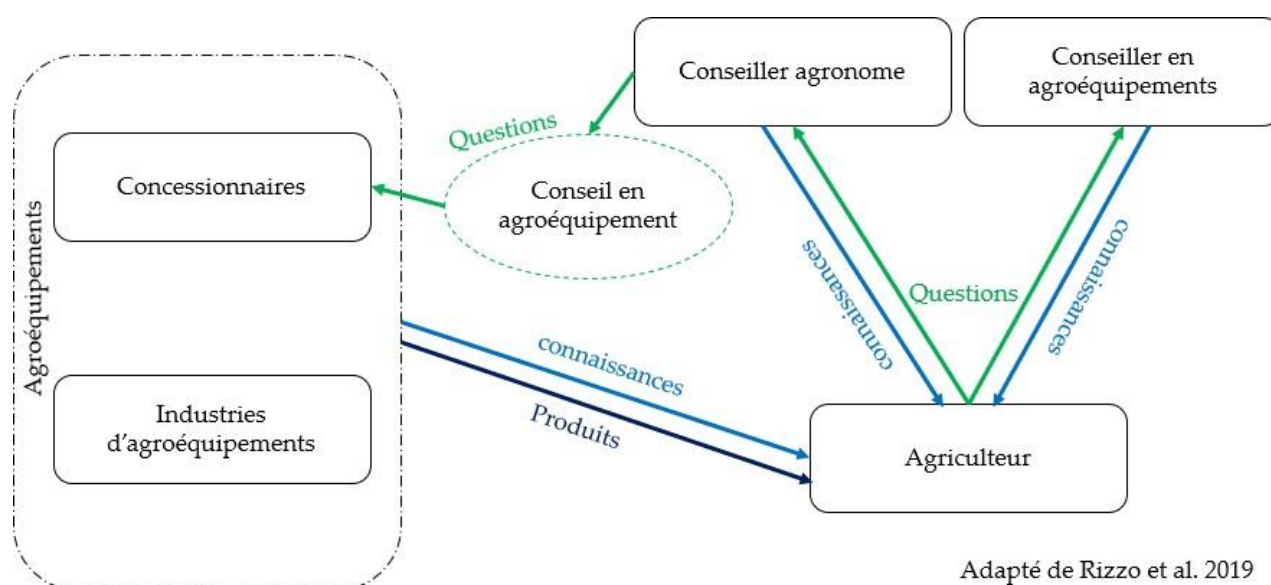 Conseiller agronome
Conseiller en
agroéquipements
Questions
Concessionnaires
Conseil en
agroéquipement
Agroéquipements
connaissances
Questions
connaissances
connaissances
Produits
Industries
d'agroéquipements
Agriculteur
Adapté de Rizzo et al. 2019